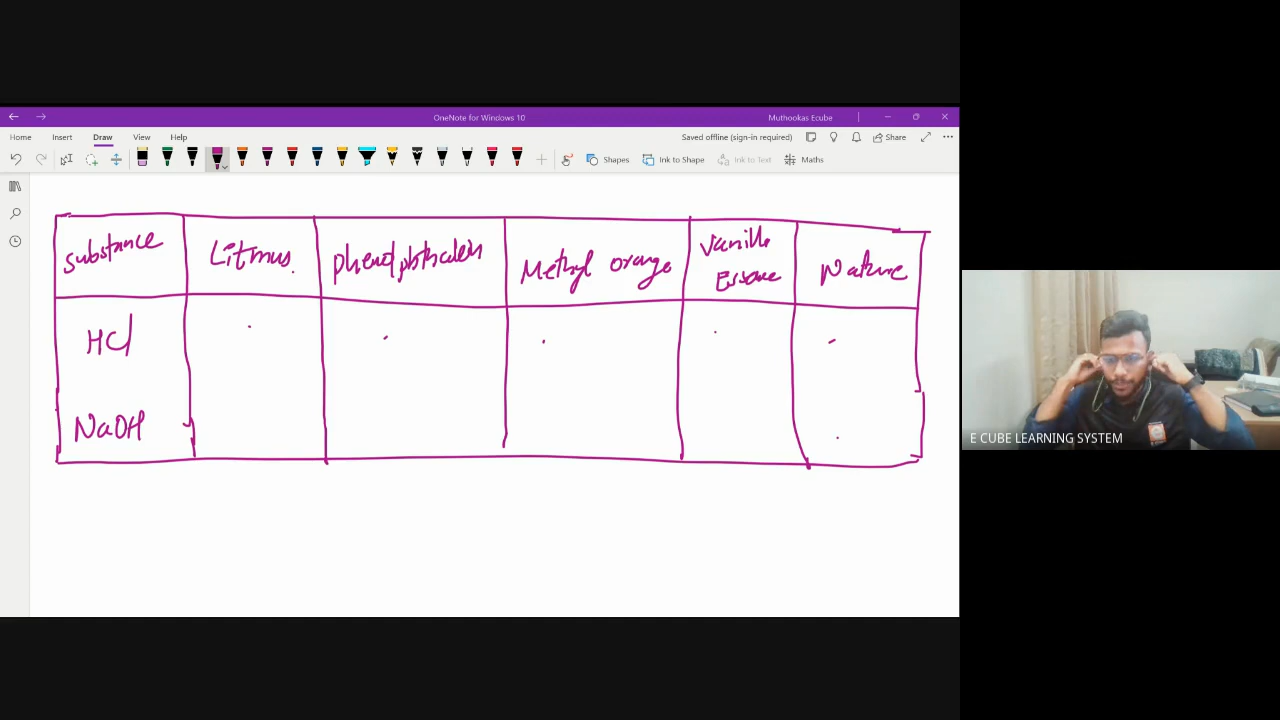 OneNote for Windows 10
Muthookas Ecube
Home Insert Draw View Help
Saved offline (sign-in required)
Share
Shapes
Ink to Shape
Ink to Text
Maths
Substance Litmus. Phenolphthalein Methyl orange Vanilla Essence Nature
HCl
NaOH
E CUBE LEARNING SYSTEM